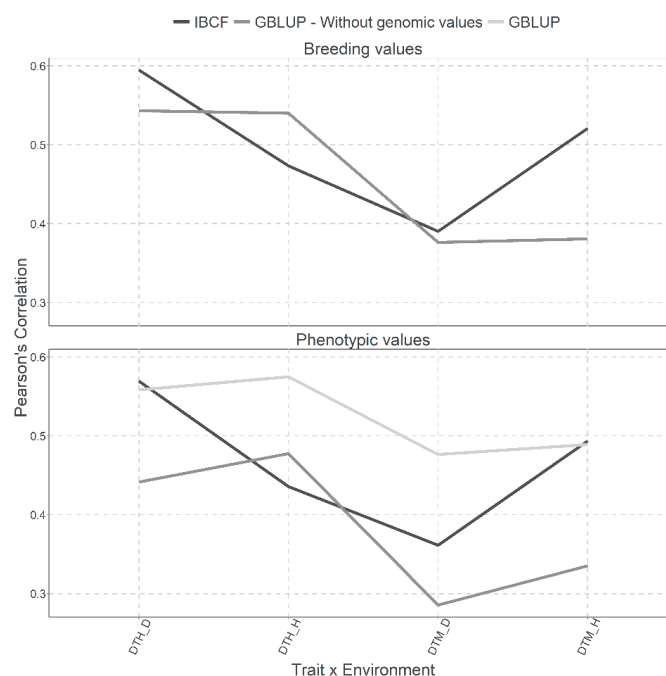 IBCF GBLUP - Without genomic values GBLUP
Breeding values
0.6
0.5
0.4
0.3
Pearson's Correlation
Phenotypic values
0.6
0.5
0.4
0.3
DTH_D DTH_H DTM_D DTM_H
Trait x Environment